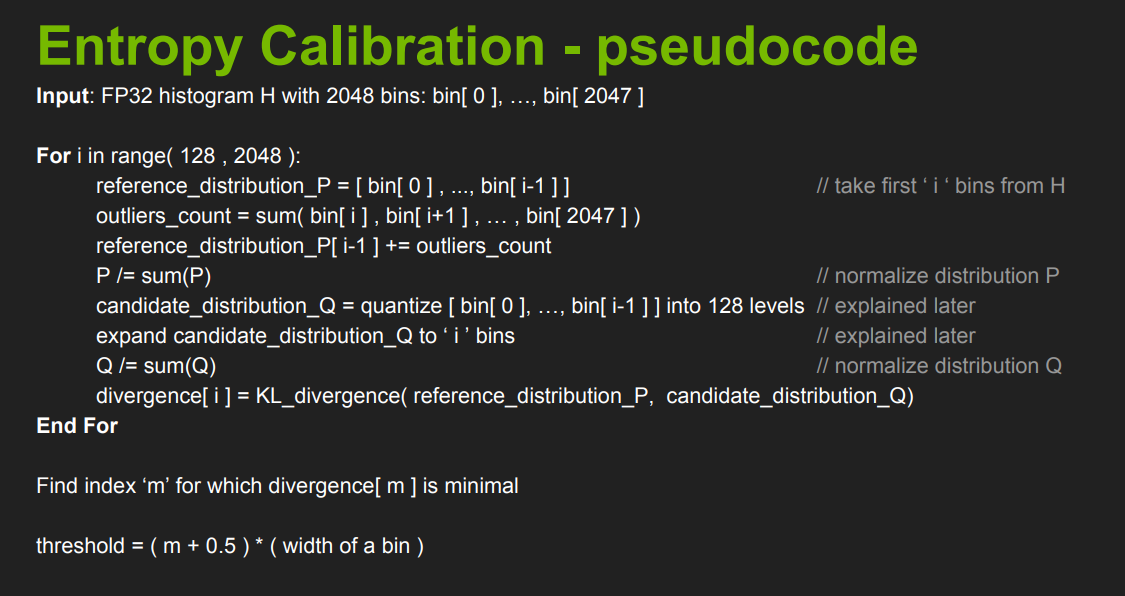 Entropy Calibration - pseudocode
Input: FP32 histogram H with 2048 bins: bin[ 0 ], …, bin[ 2047 ]
For i in range( 128 , 2048 ):
reference_distribution_P = [ bin[ 0 ] , ..., bin[ i-1 ] ] // take first ‘ i ‘ bins from H
outliers_count = sum( bin[ i ] , bin[ i+1 ] , … , bin[ 2047 ] )
reference_distribution_P[ i-1 ] += outliers_count
P /= sum(P) // normalize distribution P
candidate_distribution_Q = quantize [ bin[ 0 ], …, bin[ i-1 ] ] into 128 levels // explained later
expand candidate_distribution_Q to ‘ i ’ bins // explained later
Q /= sum(Q) // normalize distribution Q
divergence[ i ] = KL_divergence( reference_distribution_P, candidate_distribution_Q)
End For
Find index ‘m’ for which divergence[ m ] is minimal
threshold = ( m + 0.5 ) * ( width of a bin )